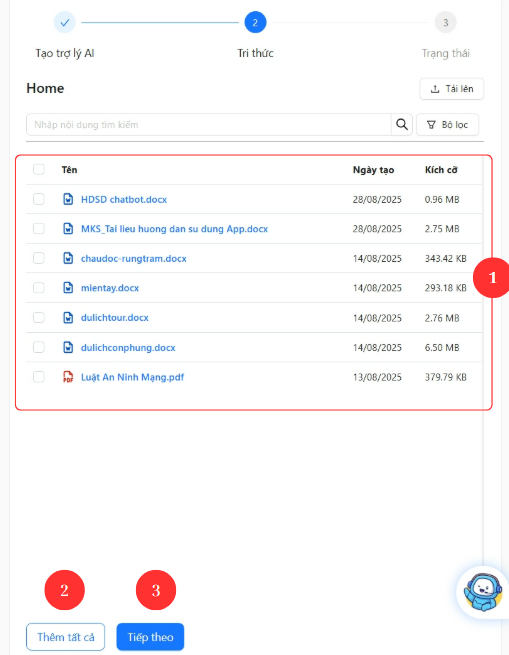 2
3
Tạo trợ lý AI
Tri thức
Trạng thái
Home
Tải lên
Nhập nội dung tìm kiếm
Bộ lọc
Tên Ngày tạo Kích cỡ
HDSD chatbot.docx 28/08/2025 0.96 MB
MKS_Tai lieu huong dan su dung App.docx 28/08/2025 2.75 MB
chaudoc-rungtram.docx 14/08/2025 343.42 KB
1
mientay.docx 14/08/2025 293.18 KB
dulichtour.docx 14/08/2025 2.76 MB
dulichconphung.docx 14/08/2025 6.50 MB
PDF Luật An Ninh Mạng.pdf 13/08/2025 379.79 KB
2
3
Thêm tất cả
Tiếp theo